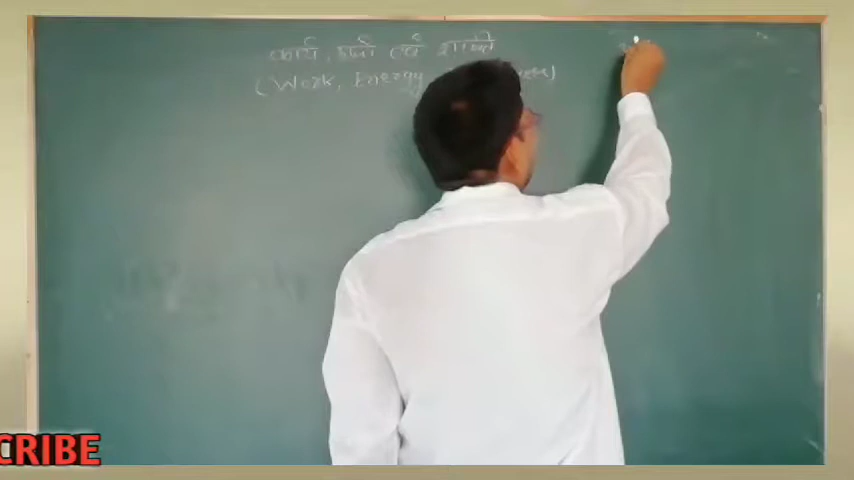 कार्य, ऊर्जा एवं शक्ति
(Work, Energy
CRIBE